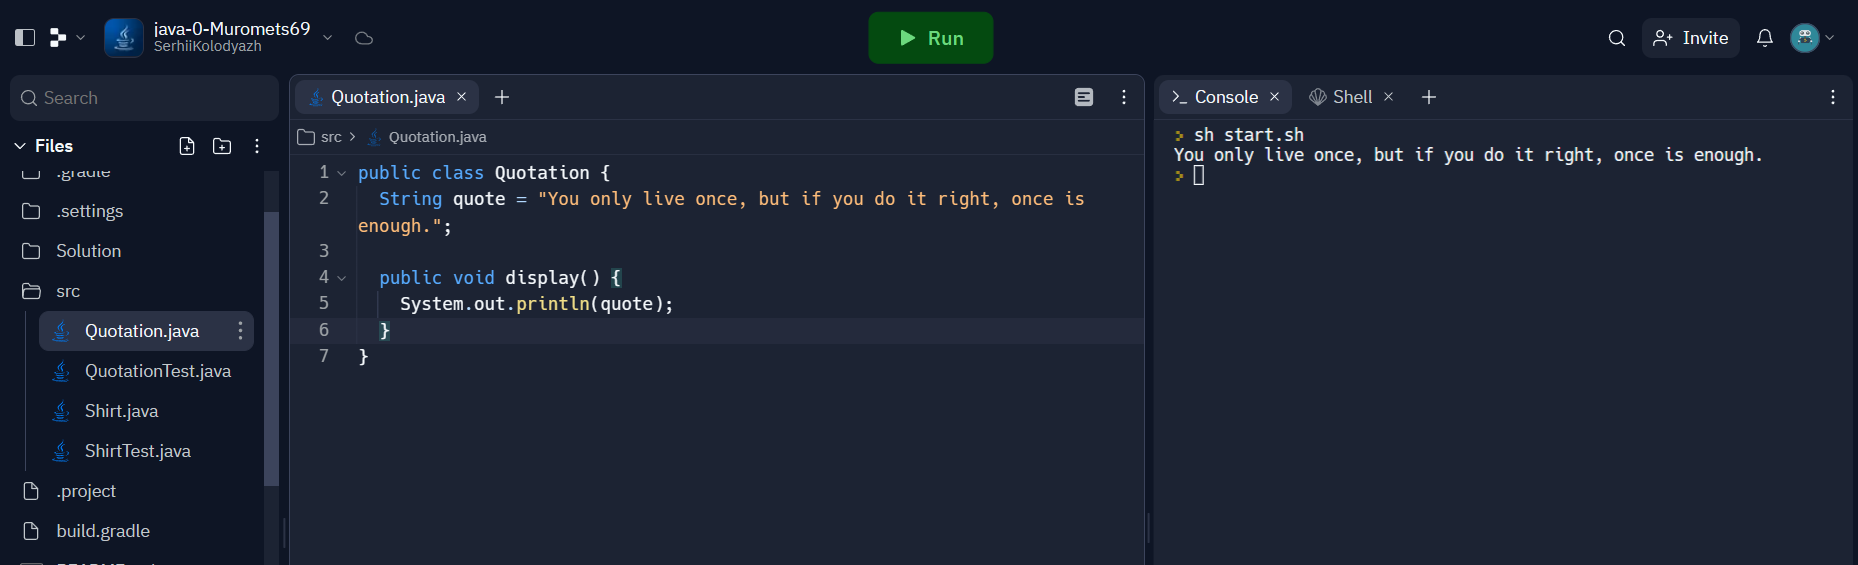 java-0-Muromets69
SerhiiKolodyazh
Run
Invite
Search
Files
.gradle
.settings
Solution
src
Quotation.java
QuotationTest.java
Shirt.java
ShirtTest.java
.project
build.gradle
Quotation.java
src > Quotation.java
1 public class Quotation {
2 String quote = "You only live once, but if you do it right, once is
enough.";
3
4 public void display() {
5 System.out.println(quote);
6 }
7 }
Console Shell
> sh start.sh
You only live once, but if you do it right, once is enough.
>